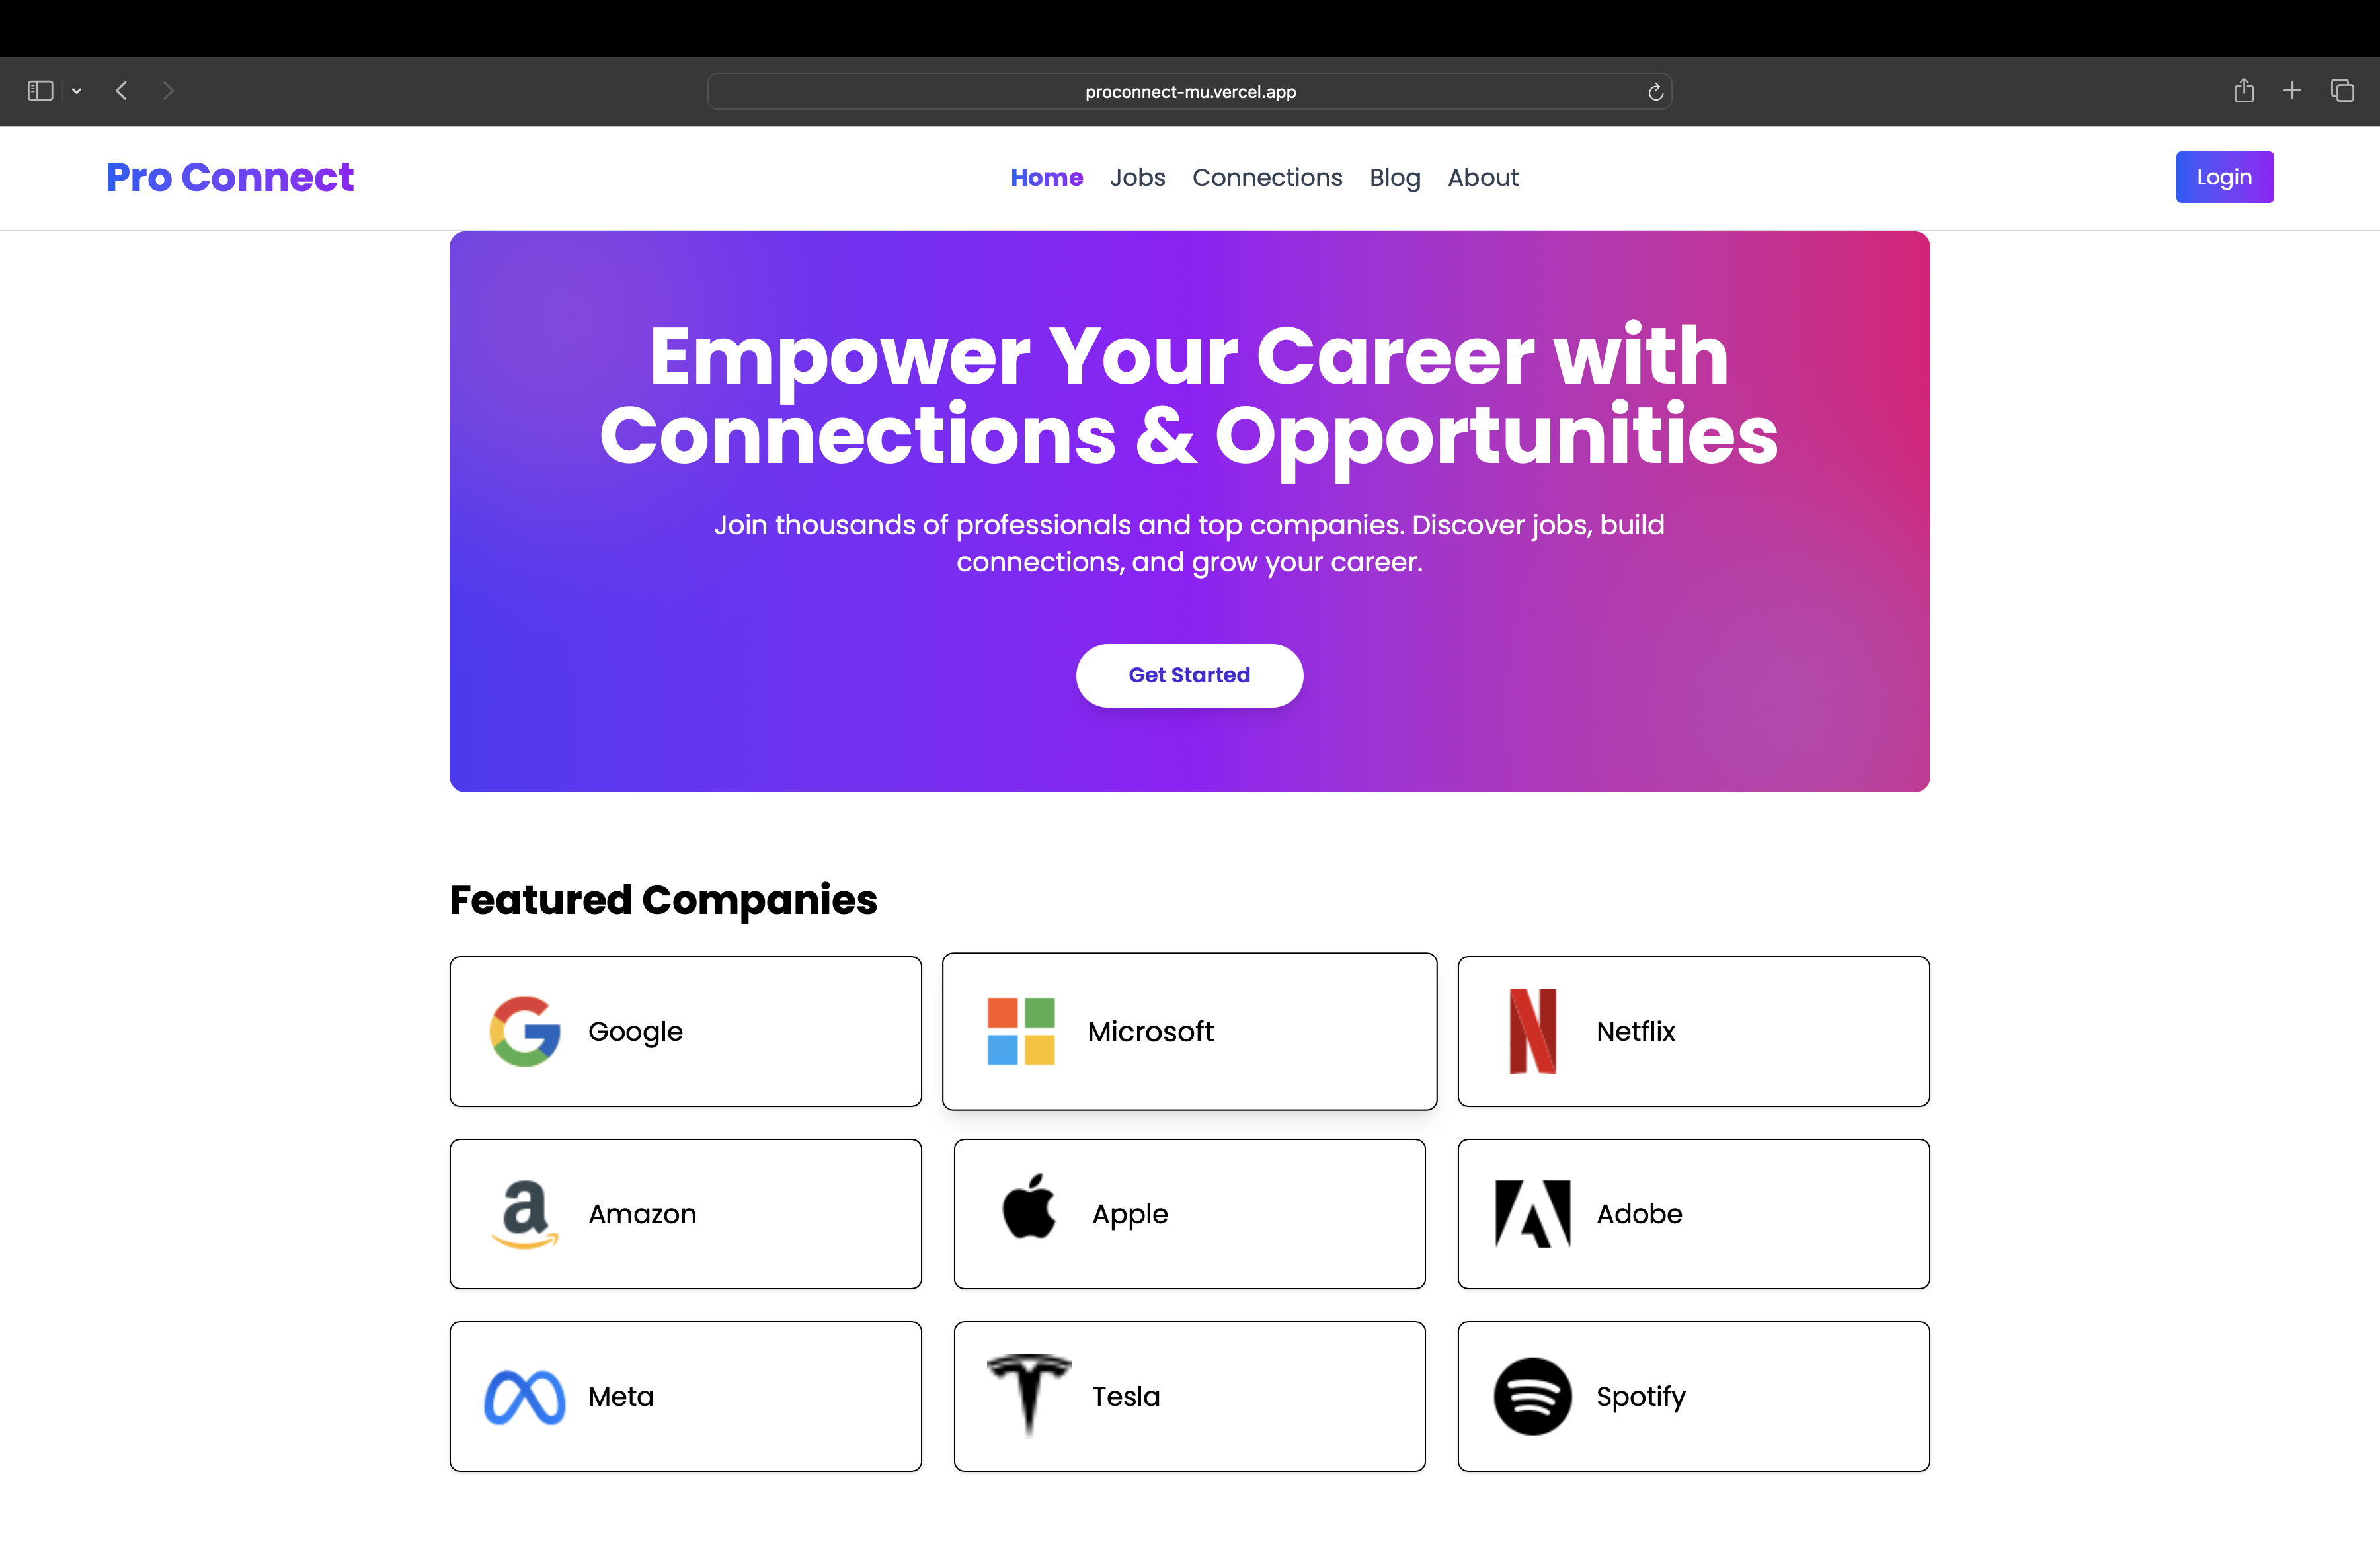 proconnect-mu.vercel.app
Pro Connect
Home Jobs Connections Blog About
Login
Empower Your Career with
Connections & Opportunities
Join thousands of professionals and top companies. Discover jobs, build
connections, and grow your career.
Get Started
Featured Companies
Google
Microsoft
Netflix
Amazon
Apple
Adobe
Meta
Tesla
Spotify